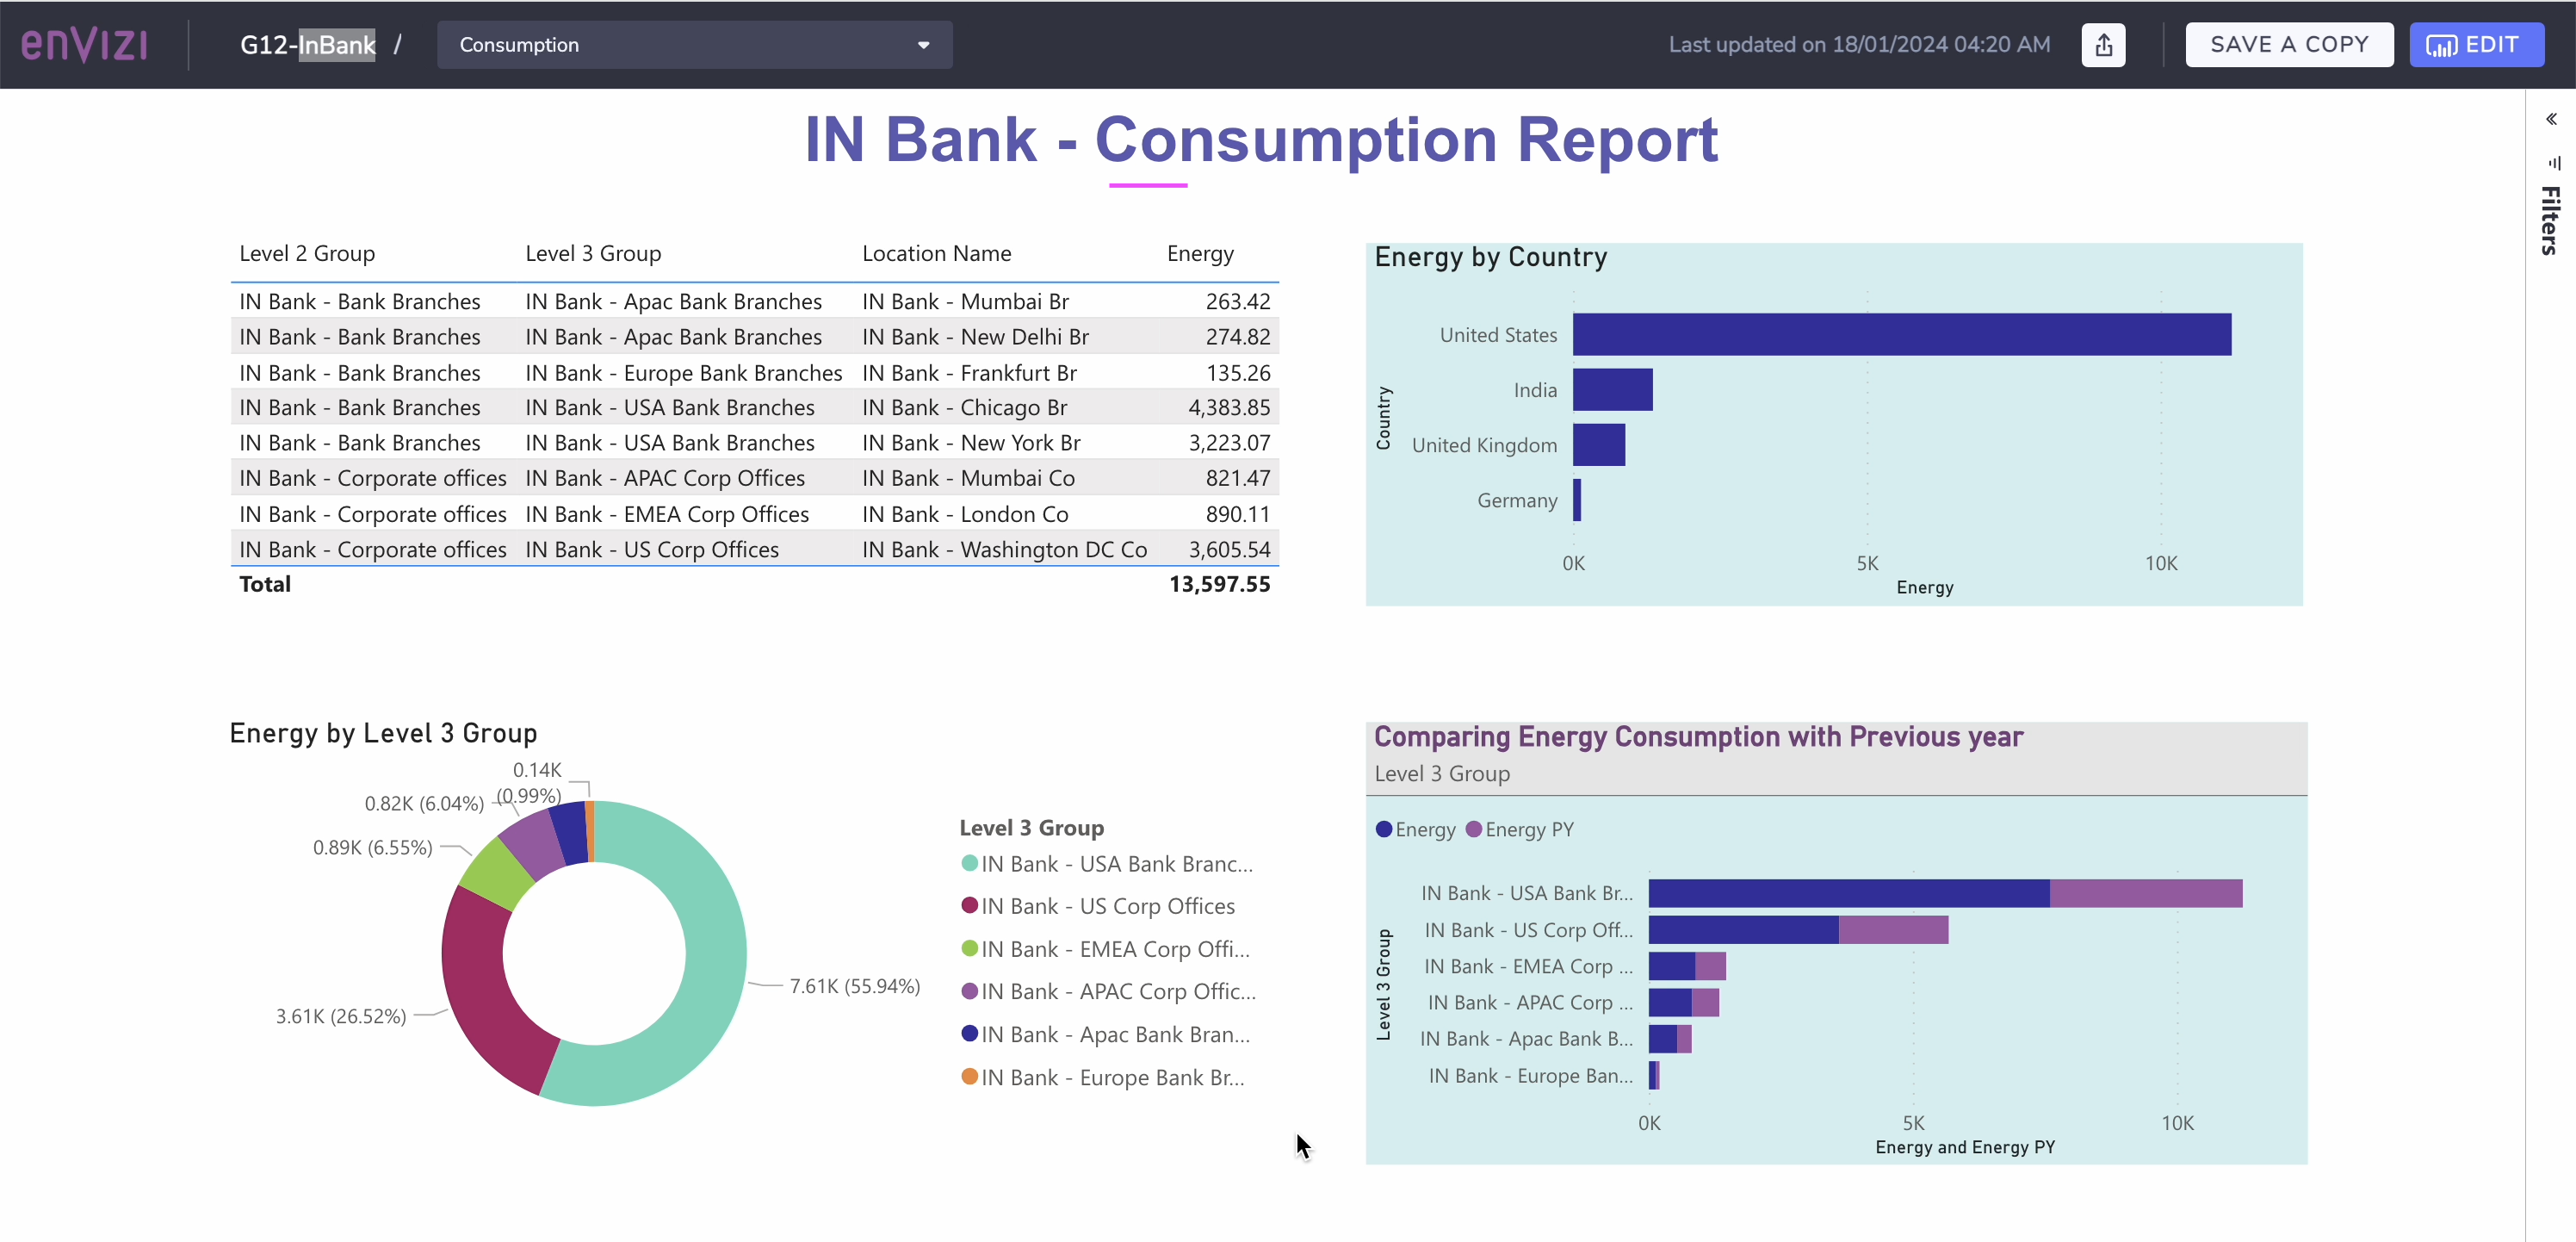 enVIZI
G12-InBank /
Consumption
Last updated on 18/01/2024 04:20 AM
SAVE A COPY
EDIT
Filters
IN Bank - Consumption Report
Level 2 Group Level 3 Group Location Name Energy
IN Bank - Bank Branches IN Bank - Apac Bank Branches IN Bank - Mumbai Br 263.42
IN Bank - Bank Branches IN Bank - Apac Bank Branches IN Bank - New Delhi Br 274.82
IN Bank - Bank Branches IN Bank - Europe Bank Branches IN Bank - Frankfurt Br 135.26
IN Bank - Bank Branches IN Bank - USA Bank Branches IN Bank - Chicago Br 4,383.85
IN Bank - Bank Branches IN Bank - USA Bank Branches IN Bank - New York Br 3,223.07
IN Bank - Corporate offices IN Bank - APAC Corp Offices IN Bank - Mumbai Co 821.47
IN Bank - Corporate offices IN Bank - EMEA Corp Offices IN Bank - London Co 890.11
IN Bank - Corporate offices IN Bank - US Corp Offices IN Bank - Washington DC Co 3,605.54
Total 13,597.55
Energy by Country
Country
United States
India
United Kingdom
Germany
0K 5K 10K
Energy
Energy by Level 3 Group
0.14K
(0.99%)
0.82K (6.04%)
0.89K (6.55%)
7.61K (55.94%)
3.61K (26.52%)
Level 3 Group
IN Bank - USA Bank Branc...
IN Bank - US Corp Offices
IN Bank - EMEA Corp Offi...
IN Bank - APAC Corp Offic...
IN Bank - Apac Bank Bran...
IN Bank - Europe Bank Br...
Comparing Energy Consumption with Previous year
Level 3 Group
Energy Energy PY
Level 3 Group
IN Bank - USA Bank Br...
IN Bank - US Corp Off...
IN Bank - EMEA Corp ...
IN Bank - APAC Corp ...
IN Bank - Apac Bank B...
IN Bank - Europe Ban...
0K 5K 10K
Energy and Energy PY